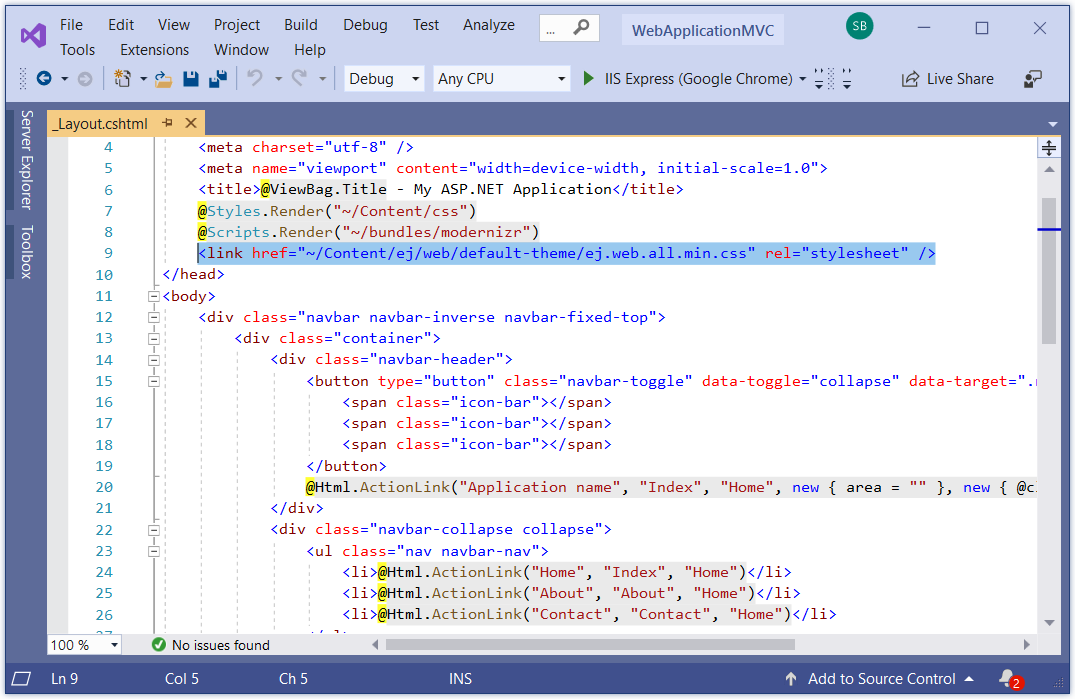 File Edit View Project Build Debug Test Analyze ... WebApplicationMVC SB
Tools Extensions Window Help
Debug Any CPU IIS Express (Google Chrome) Live Share
Server Explorer
Toolbox
_Layout.cshtml
4 <meta charset="utf-8" />
5 <meta name="viewport" content="width=device-width, initial-scale=1.0">
6 <title>@ViewBag.Title - My ASP.NET Application</title>
7 @Styles.Render("~/Content/css")
8 @Scripts.Render("~/bundles/modernizr")
9 <link href="~/Content/ej/web/default-theme/ej.web.all.min.css" rel="stylesheet" />
10 </head>
11 <body>
12 <div class="navbar navbar-inverse navbar-fixed-top">
13 <div class="container">
14 <div class="navbar-header">
15 <button type="button" class="navbar-toggle" data-toggle="collapse" data-target=".
16 <span class="icon-bar"></span>
17 <span class="icon-bar"></span>
18 <span class="icon-bar"></span>
19 </button>
20 @Html.ActionLink("Application name", "Index", "Home", new { area = "" }, new { @c
21 </div>
22 <div class="navbar-collapse collapse">
23 <ul class="nav navbar-nav">
24 <li>@Html.ActionLink("Home", "Index", "Home")</li>
25 <li>@Html.ActionLink("About", "About", "Home")</li>
26 <li>@Html.ActionLink("Contact", "Contact", "Home")</li>
100 % No issues found
Ln 9 Col 5 Ch 5 INS Add to Source Control 2